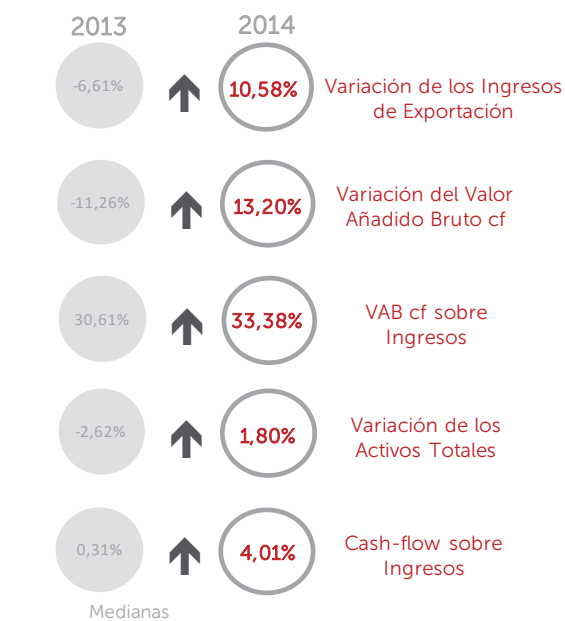 2013 2014
-6,61% 10,58% Variación de los Ingresos
de Exportación
-11,26% 13,20% Variación del Valor
Añadido Bruto cf
30,61% 33,38% VAB cf sobre
Ingresos
-2,62% 1,80% Variación de los
Activos Totales
0,31% 4,01% Cash-flow sobre
Ingresos
Medianas